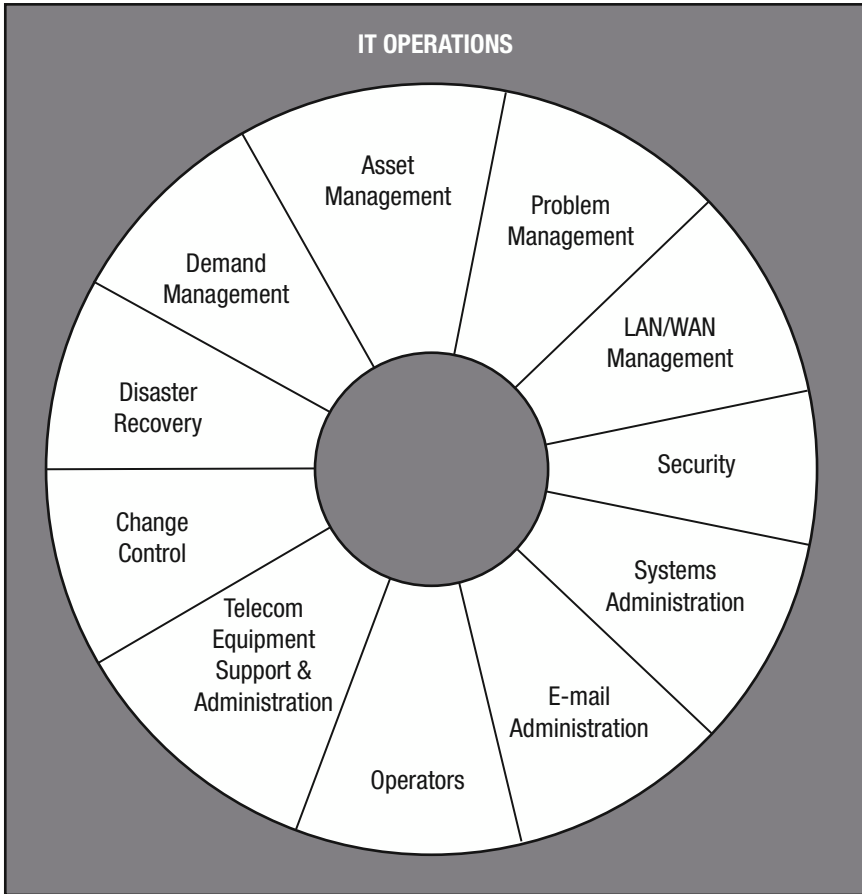 IT OPERATIONS
Asset
Management
Problem
Management
LAN/WAN
Management
Security
Systems
Administration
E-mail
Administration
Operators
Telecom
Equipment
Support &
Administration
Change
Control
Disaster
Recovery
Demand
Management